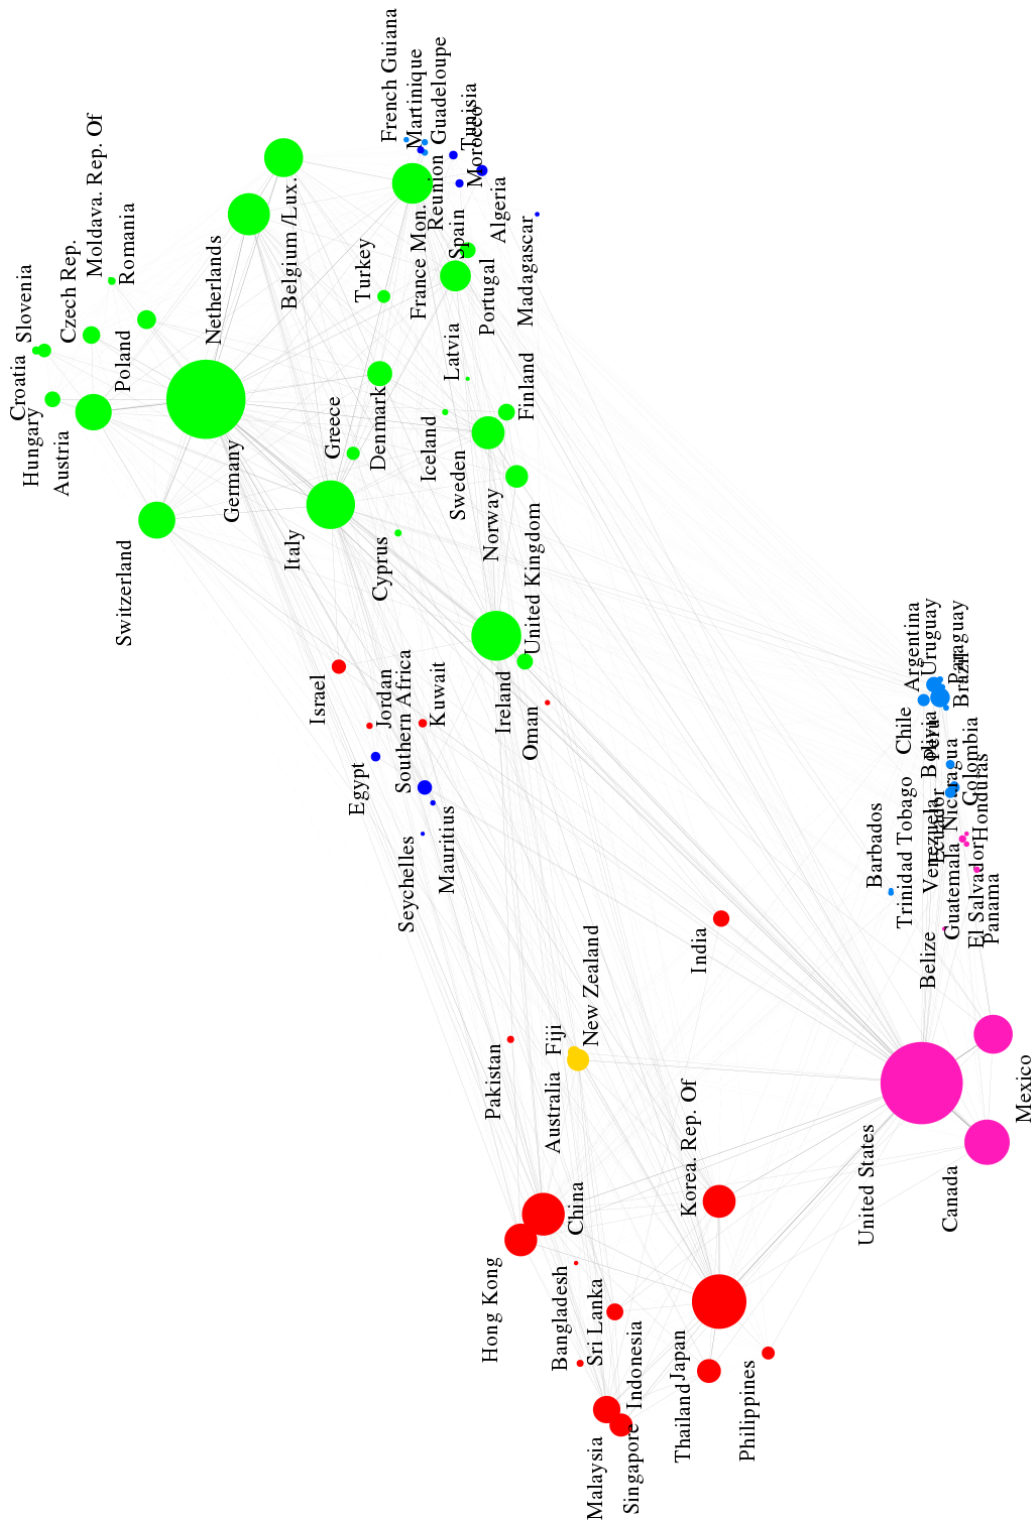 Slovenia
Croatia
Hungary
Austria
Czech Rep.
Moldava. Rep. Of
Romania
Poland
Netherlands
Belgium /Lux.
Germany
Switzerland
Italy
Greece
Denmark
Turkey
French Guiana
Martinique
Guadeloupe
Reunion
Tunisia
Morocco
Algeria
France Mon.
Spain
Portugal
Madagascar
Latvia
Iceland
Finland
Sweden
Norway
Cyprus
United Kingdom
Ireland
Oman
Israel
Jordan
Southern Africa
Kuwait
Egypt
Seychelles
Mauritius
Argentina
Uruguay
Paraguay
Brazil
Chile
Bolivia
Peru
Colombia
Nicaragua
Honduras
Ecuador
Venezuela
Trinidad Tobago
Barbados
Guatemala
El Salvador
Panama
Belize
India
New Zealand
Fiji
Australia
Pakistan
Korea. Rep. Of
China
Hong Kong
Bangladesh
Sri Lanka
Indonesia
Japan
Thailand
Philippines
Malaysia
Singapore
United States
Canada
Mexico